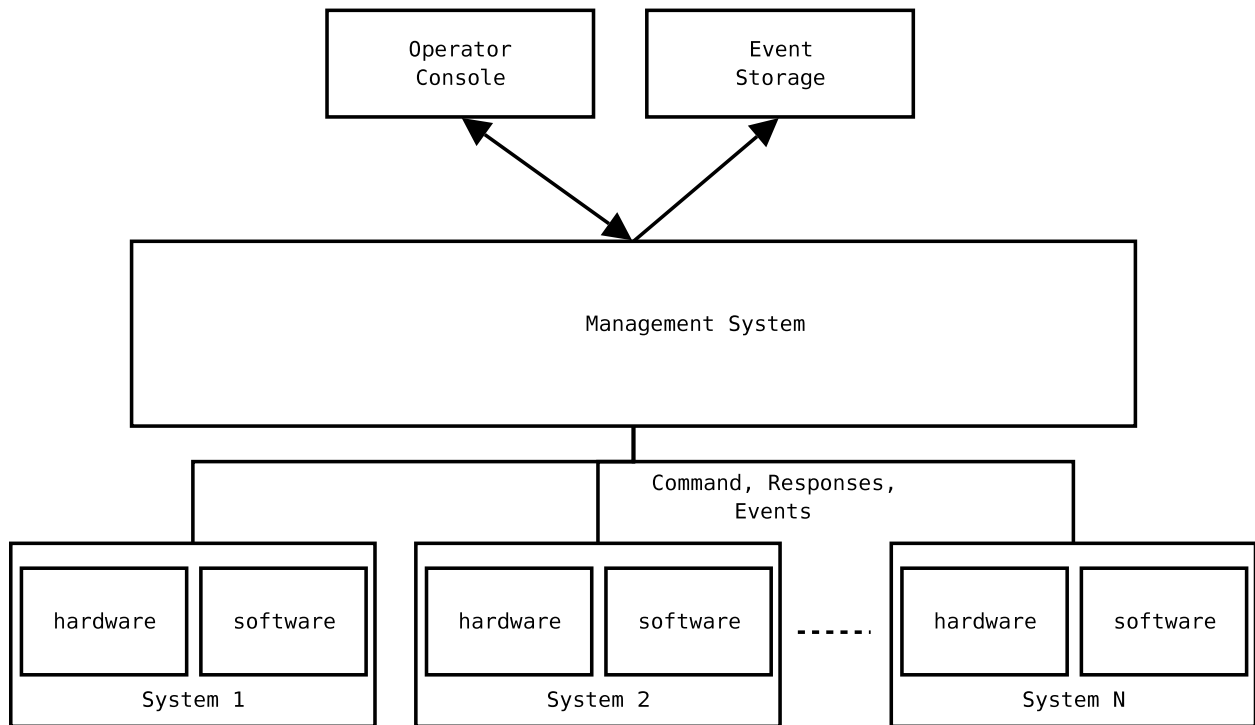 Operator
Console
Event
Storage
Management System
Command, Responses,
Events
hardware
software
System 1
hardware
software
System 2
hardware
software
System N